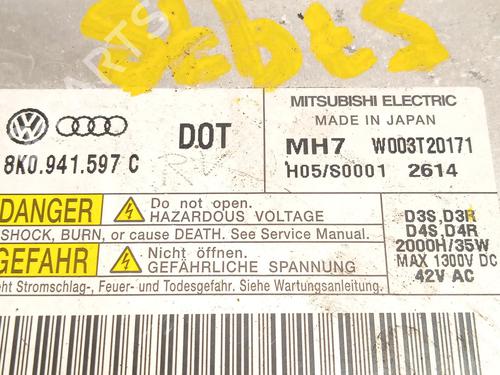 MITSUBISHI ELECTRIC
MADE IN JAPAN
DOT
8K0.941.597 C
MH7 W003T20171
H05/S0001 2614
DANGER Do not open.
HAZARDOUS VOLTAGE
SHOCK, BURN, or cause DEATH. See Service Manual.
GEFAHR Nicht öffnen.
GEFÄHRLICHE SPANNUNG
ht Stromschlag-, Feuer- und Todesgefahr. Siehe Wartungsanleitung.
D3S,D3R
D4S,D4R
2000H/35W
MAX 1300V DC
42V AC